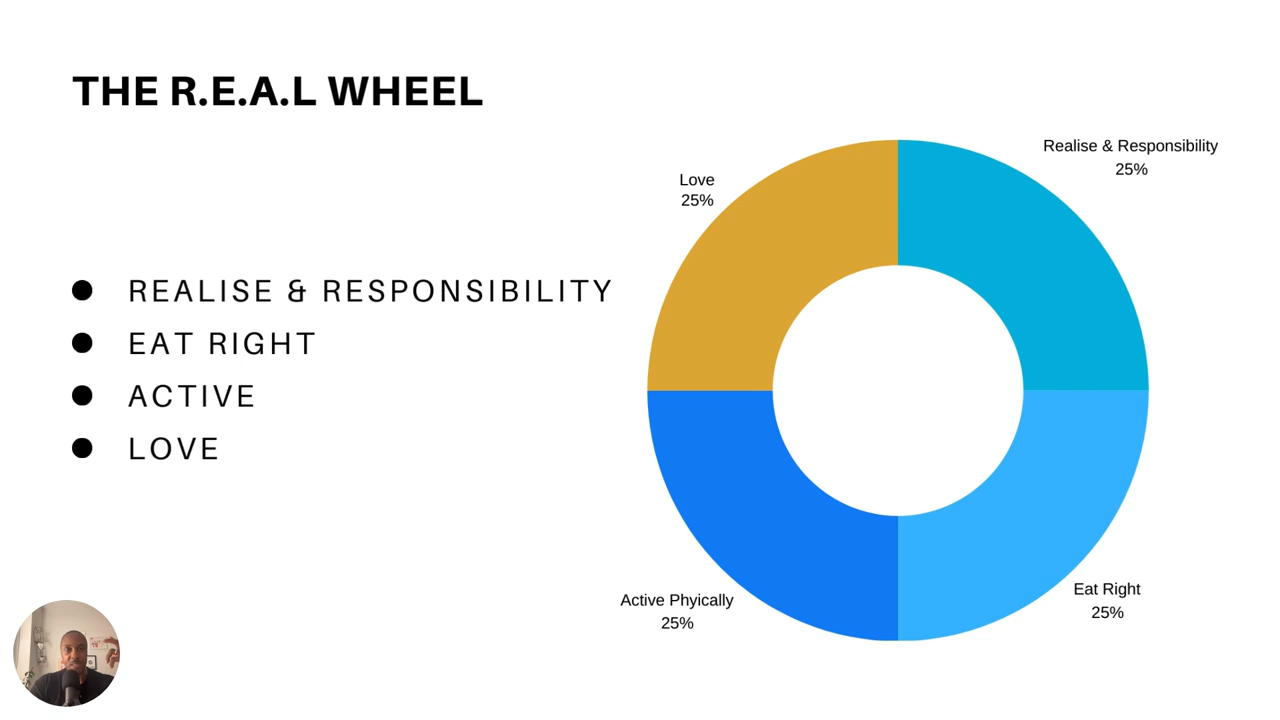 THE R.E.A.L WHEEL
REALISE & RESPONSIBILITY
EAT RIGHT
ACTIVE
LOVE
Love
25%
Realise & Responsibility
25%
Active Phyically
25%
Eat Right
25%